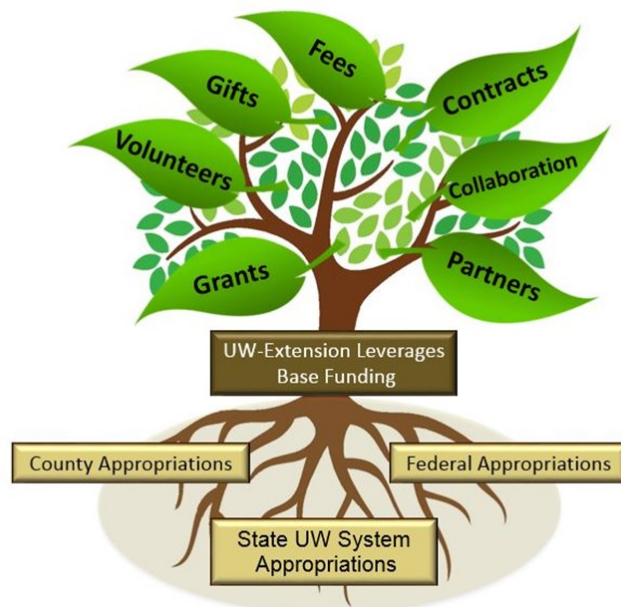 Fees
Gifts
Contracts
Volunteers
Collaboration
Grants
Partners
UW-Extension Leverages
Base Funding
County Appropriations
Federal Appropriations
State UW System
Appropriations